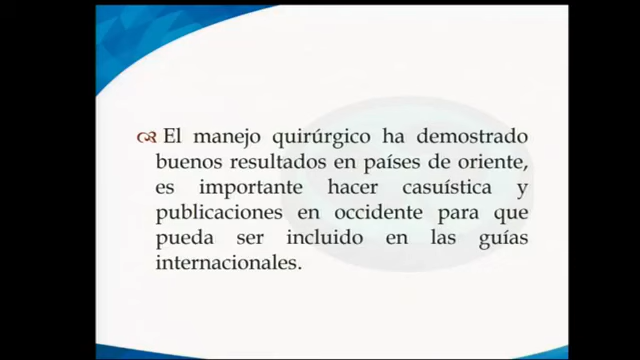 El manejo quirúrgico ha demostrado
buenos resultados en países de oriente,
es importante hacer casuística y
publicaciones en occidente para que
pueda ser incluido en las guías
internacionales.